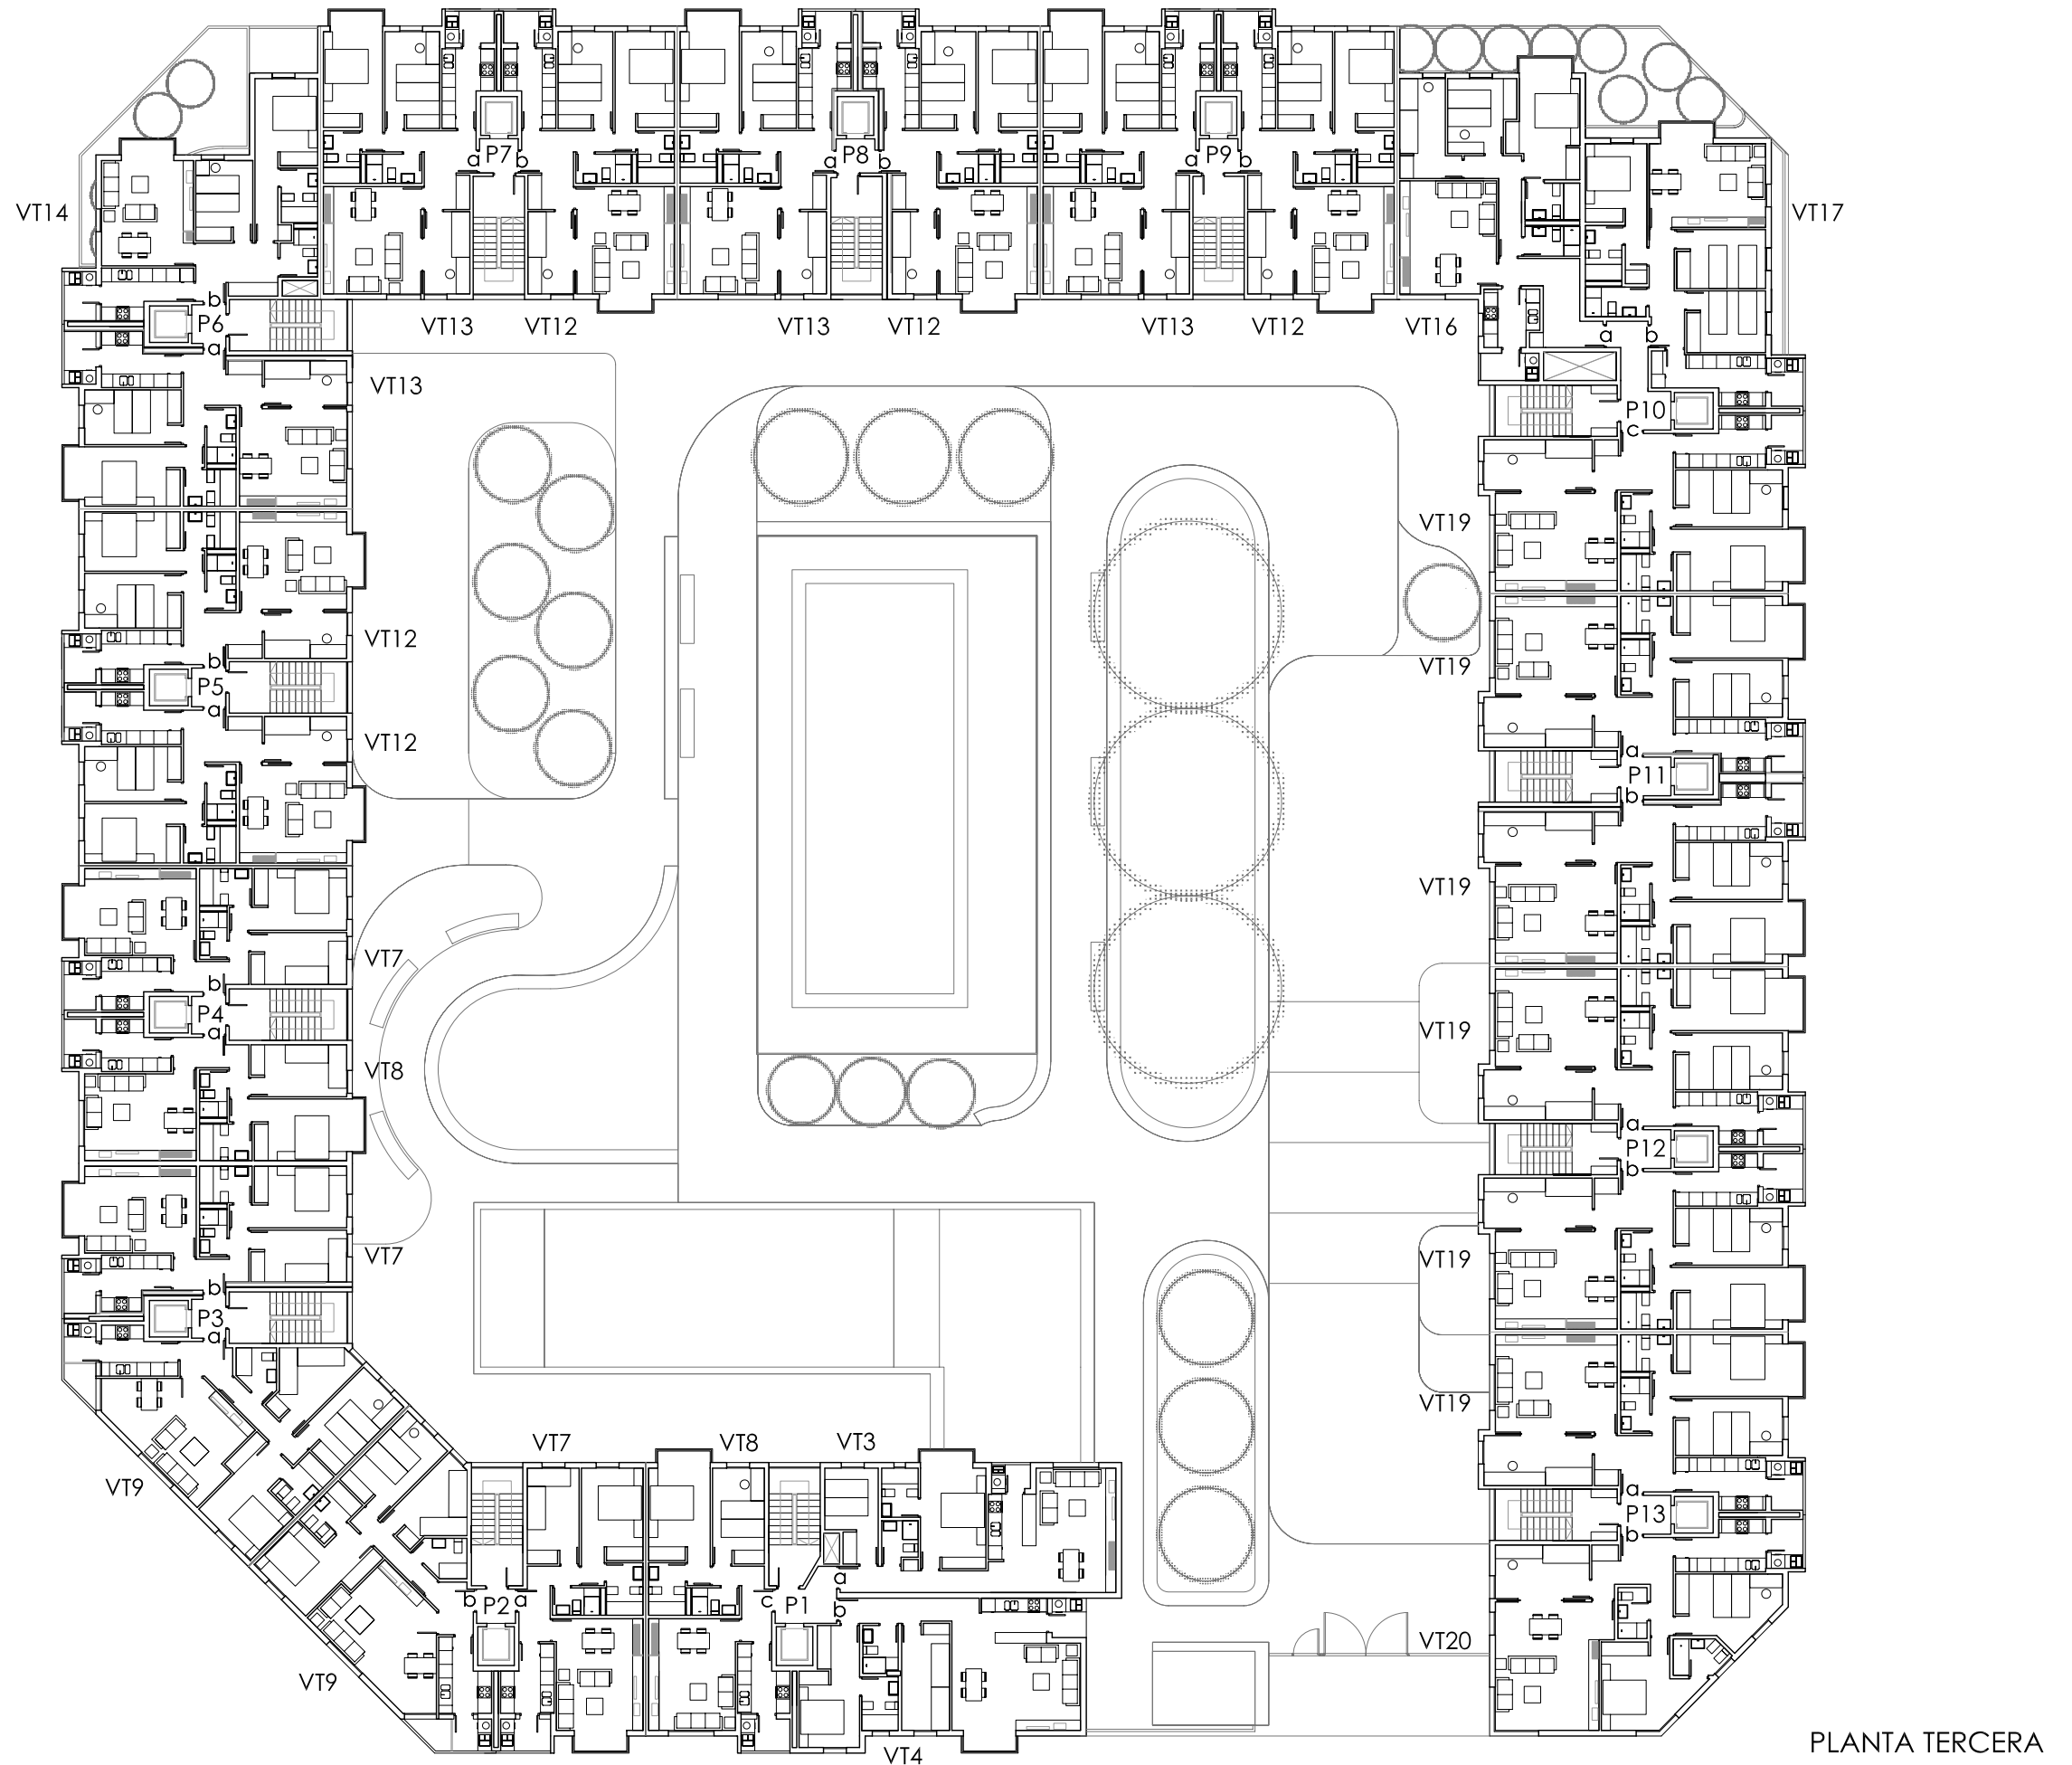 a P7 b
a P8 b
a P9 b
VT14
VT17
b
P6
a
VT13
VT12
VT13
VT12
VT13
VT12
VT16
a b
VT13
P10
c
VT19
VT12
VT19
b
P5
a
VT12
a
P11
b
VT19
VT7
b
P4
a
VT19
VT8
a
P12
b
VT7
VT19
b
P3
a
VT19
VT7
VT8
VT3
VT9
a
P13
b
a
b P2 a
c P1
b
VT20
VT9
VT4
PLANTA TERCERA